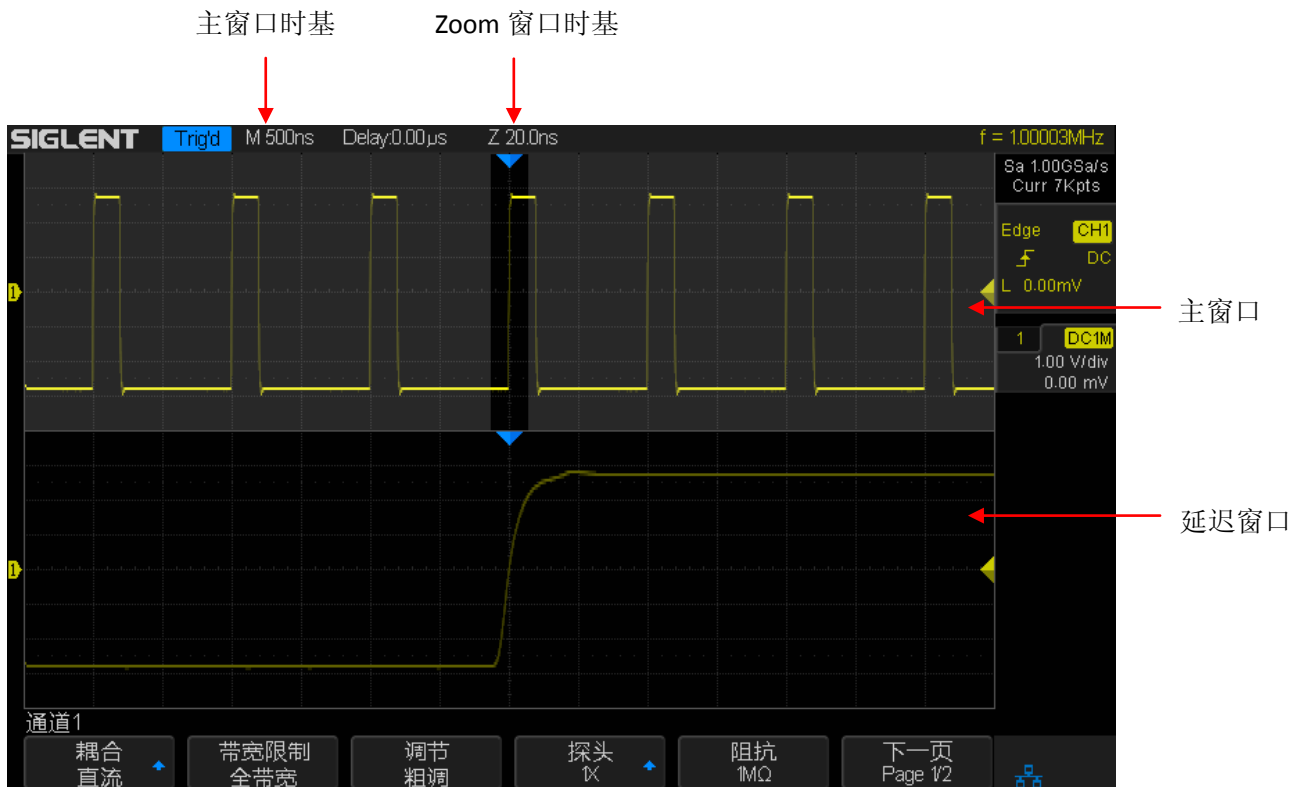 主窗口时基
Zoom 窗口时基
SIGLENT Trig'd M 500ns Delay:0.00µs Z 20.0ns f = 1.00003MHz
Sa 1.00GSa/s
Curr 7Kpts
Edge CH1
DC
L 0.00mV
主窗口
1 DC1M
1.00 V/div
0.00 mV
1
延迟窗口
1
通道1
耦合
直流
带宽限制
全带宽
调节
粗调
探头
1X
阻抗
1MΩ
下一页
Page 1/2